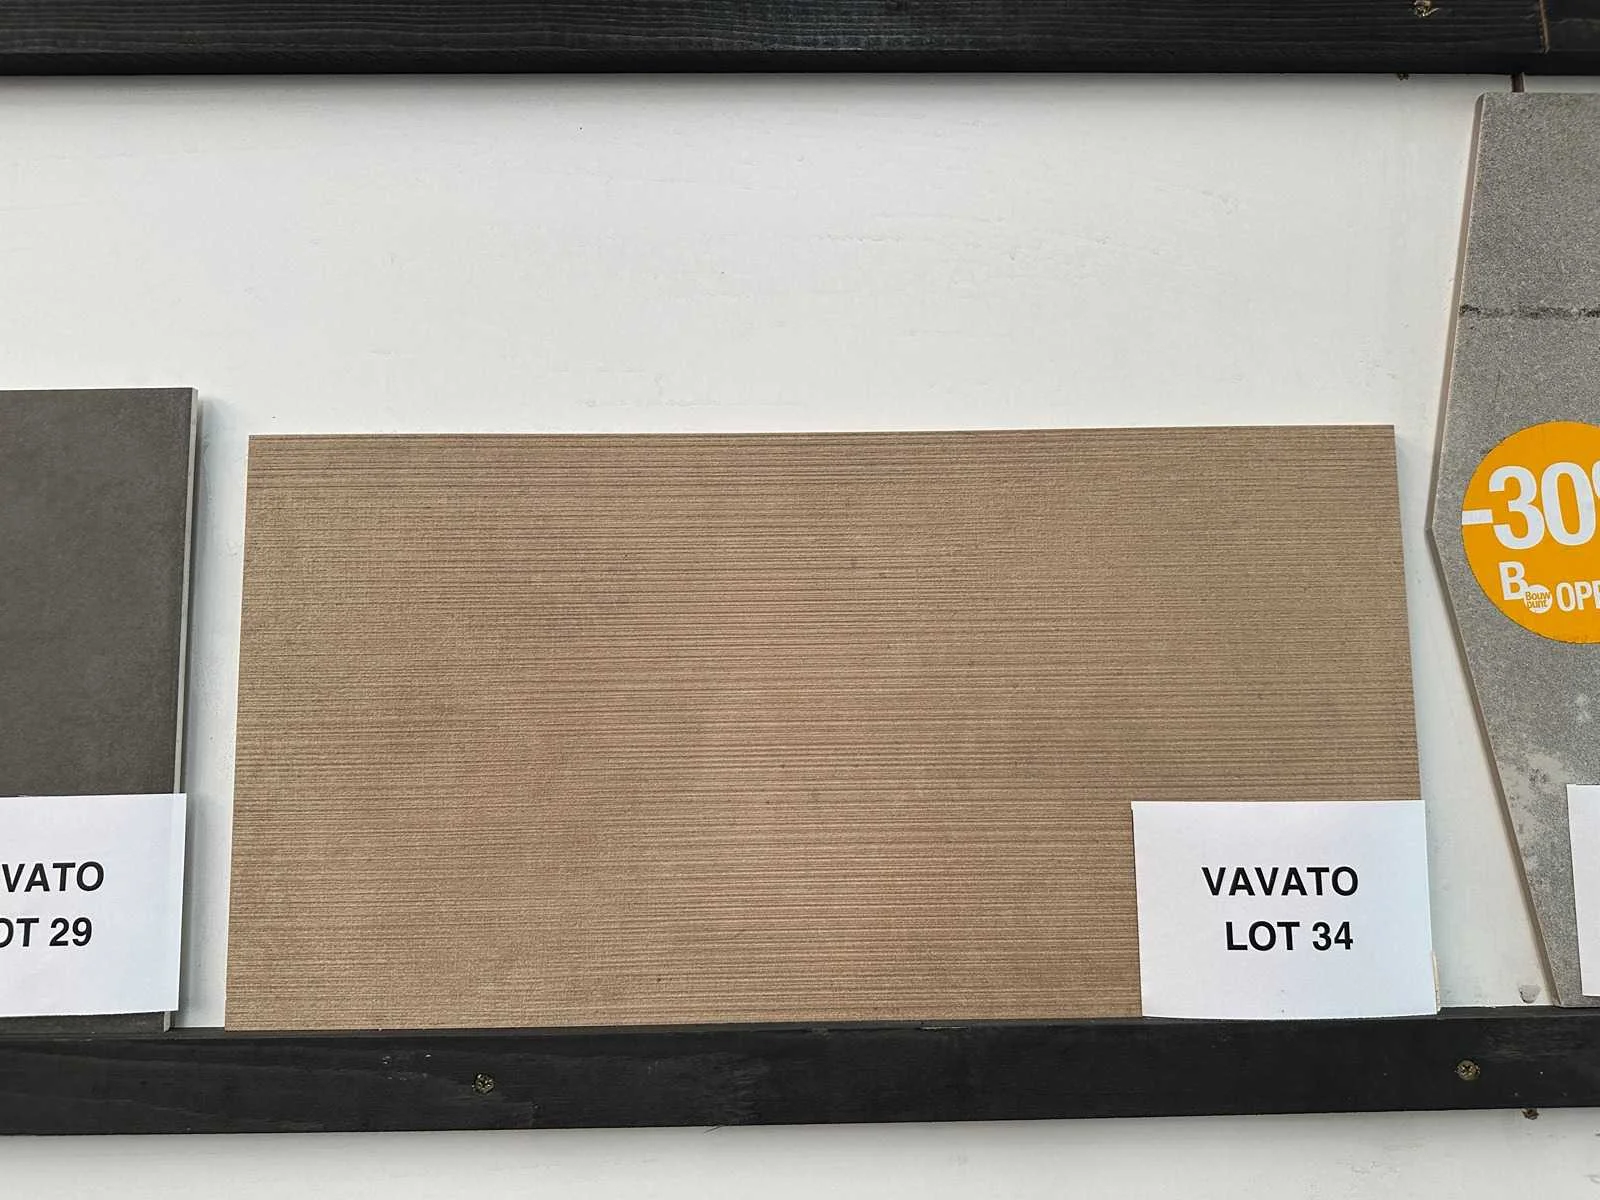 VATO
OT 29
VAVATO
LOT 34
-30
B
Bouw
punt
OP